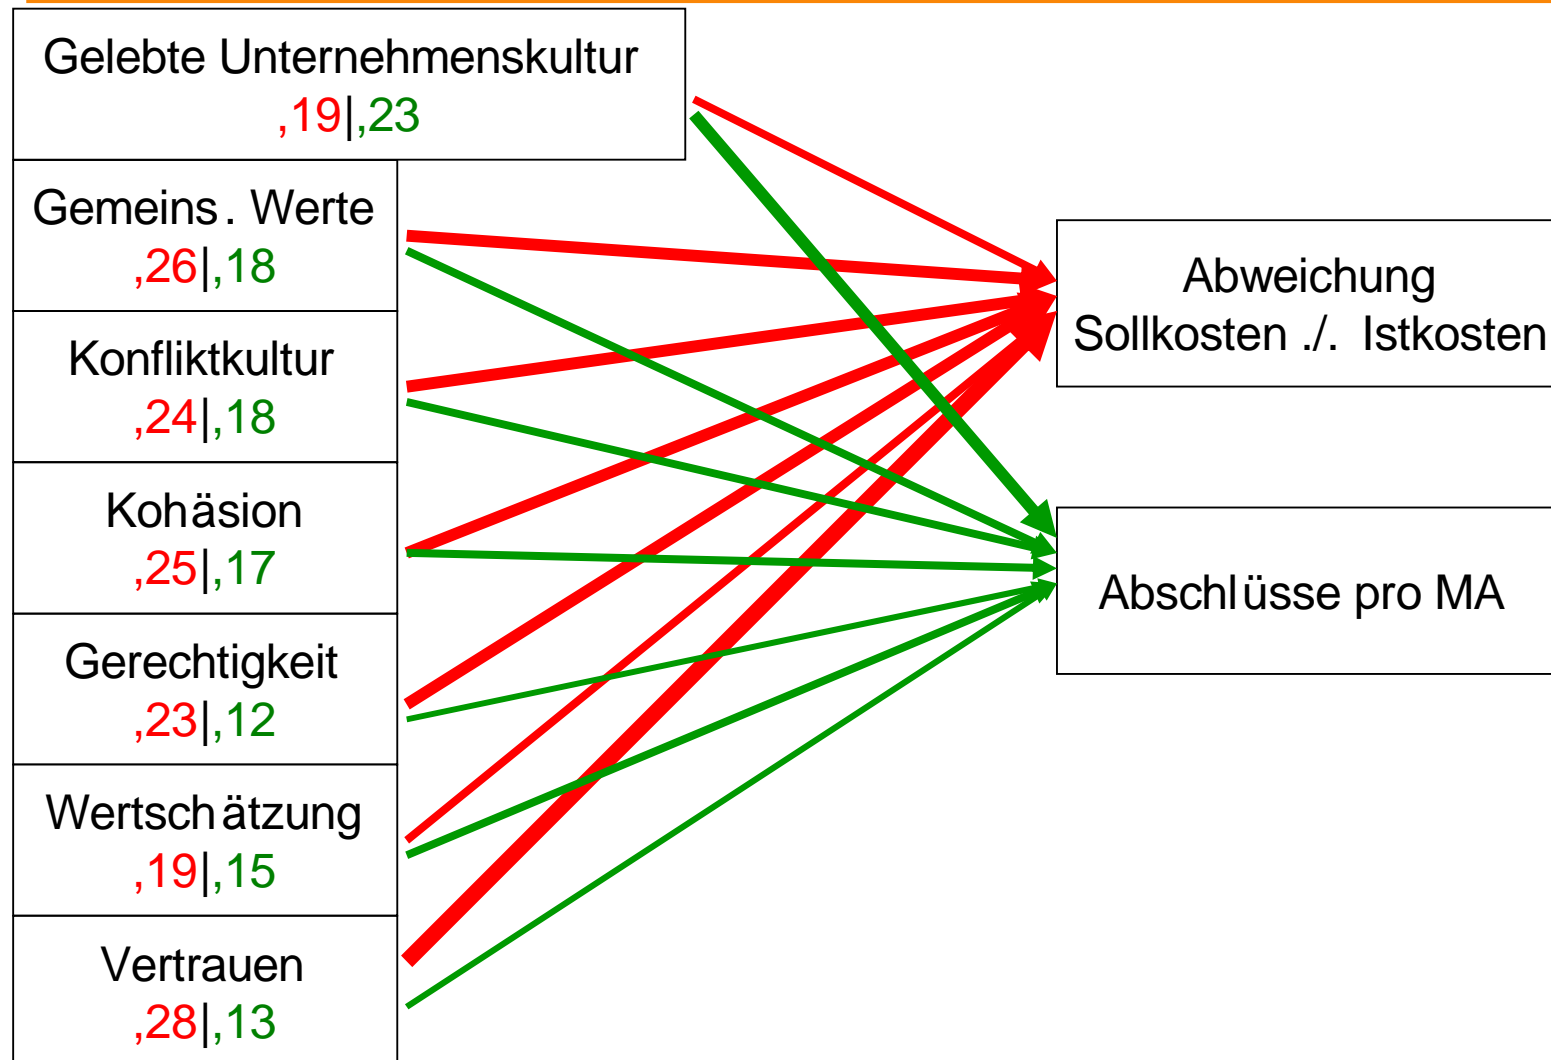 Gelebte Unternehmenskultur
,19|,23
Gemeins. Werte
,26|,18
Konfliktkultur
,24|,18
Kohäsion
,25|,17
Gerechtigkeit
,23|,12
Wertschätzung
,19|,15
Vertrauen
,28|,13
Abweichung
Sollkosten ./. Istkosten
Abschlüsse pro MA